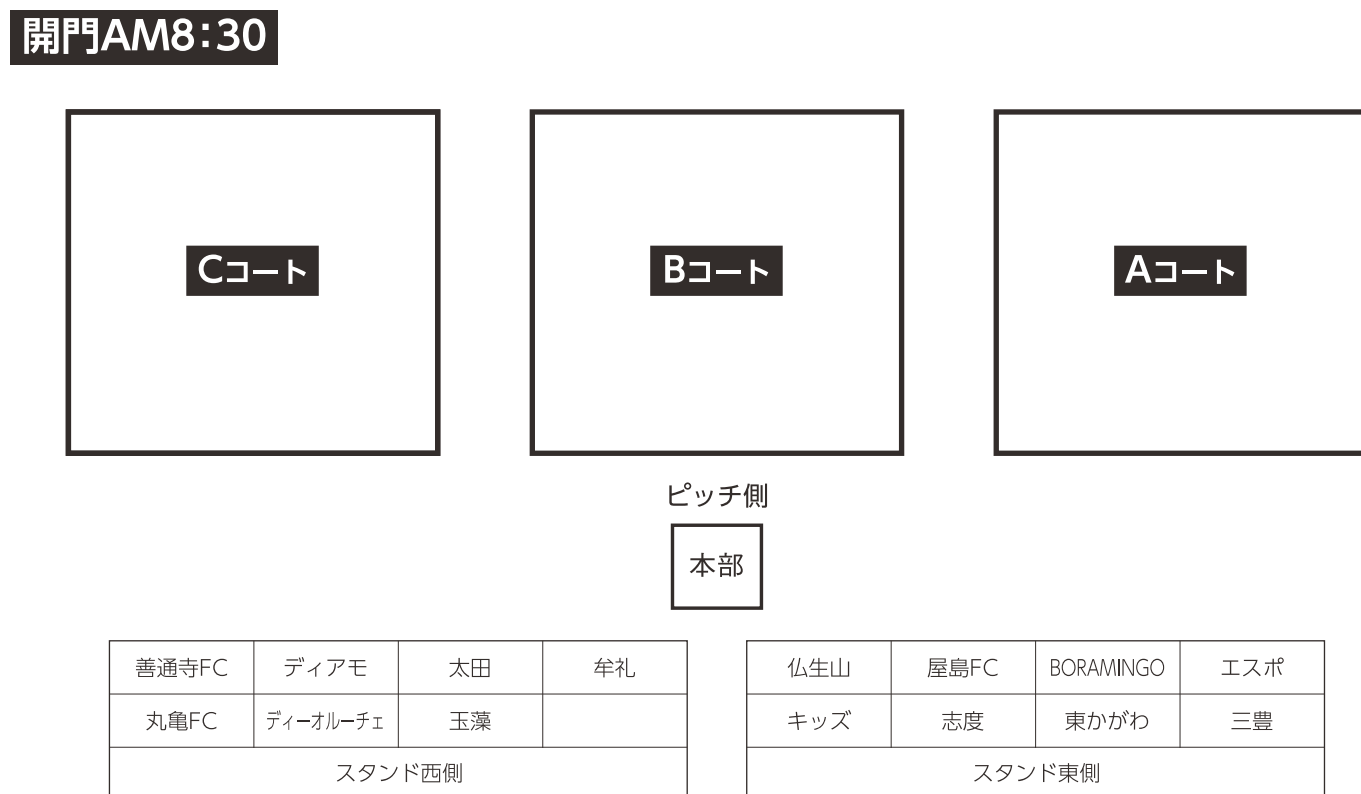 開門AM8:30
Cコート Bコート Aコート
ピッチ側
本部
善通寺FC ディアモ 太田 牟礼 仏生山 屋島FC BORAMINGO エスポ
丸亀FC ディーオルーチェ 玉藻 キッズ 志度 東かがわ 三豊
スタンド西側 スタンド東側